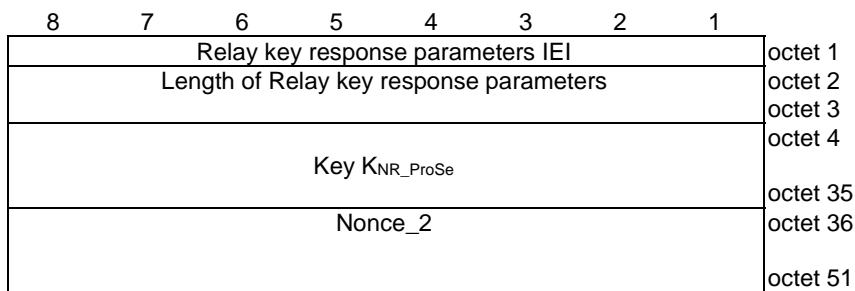 8 7 6 5 4 3 2 1
Relay key response parameters IEI octet 1
Length of Relay key response parameters octet 2
octet 3
octet 4
Key KNR_ProSe
octet 35
Nonce_2 octet 36
octet 51